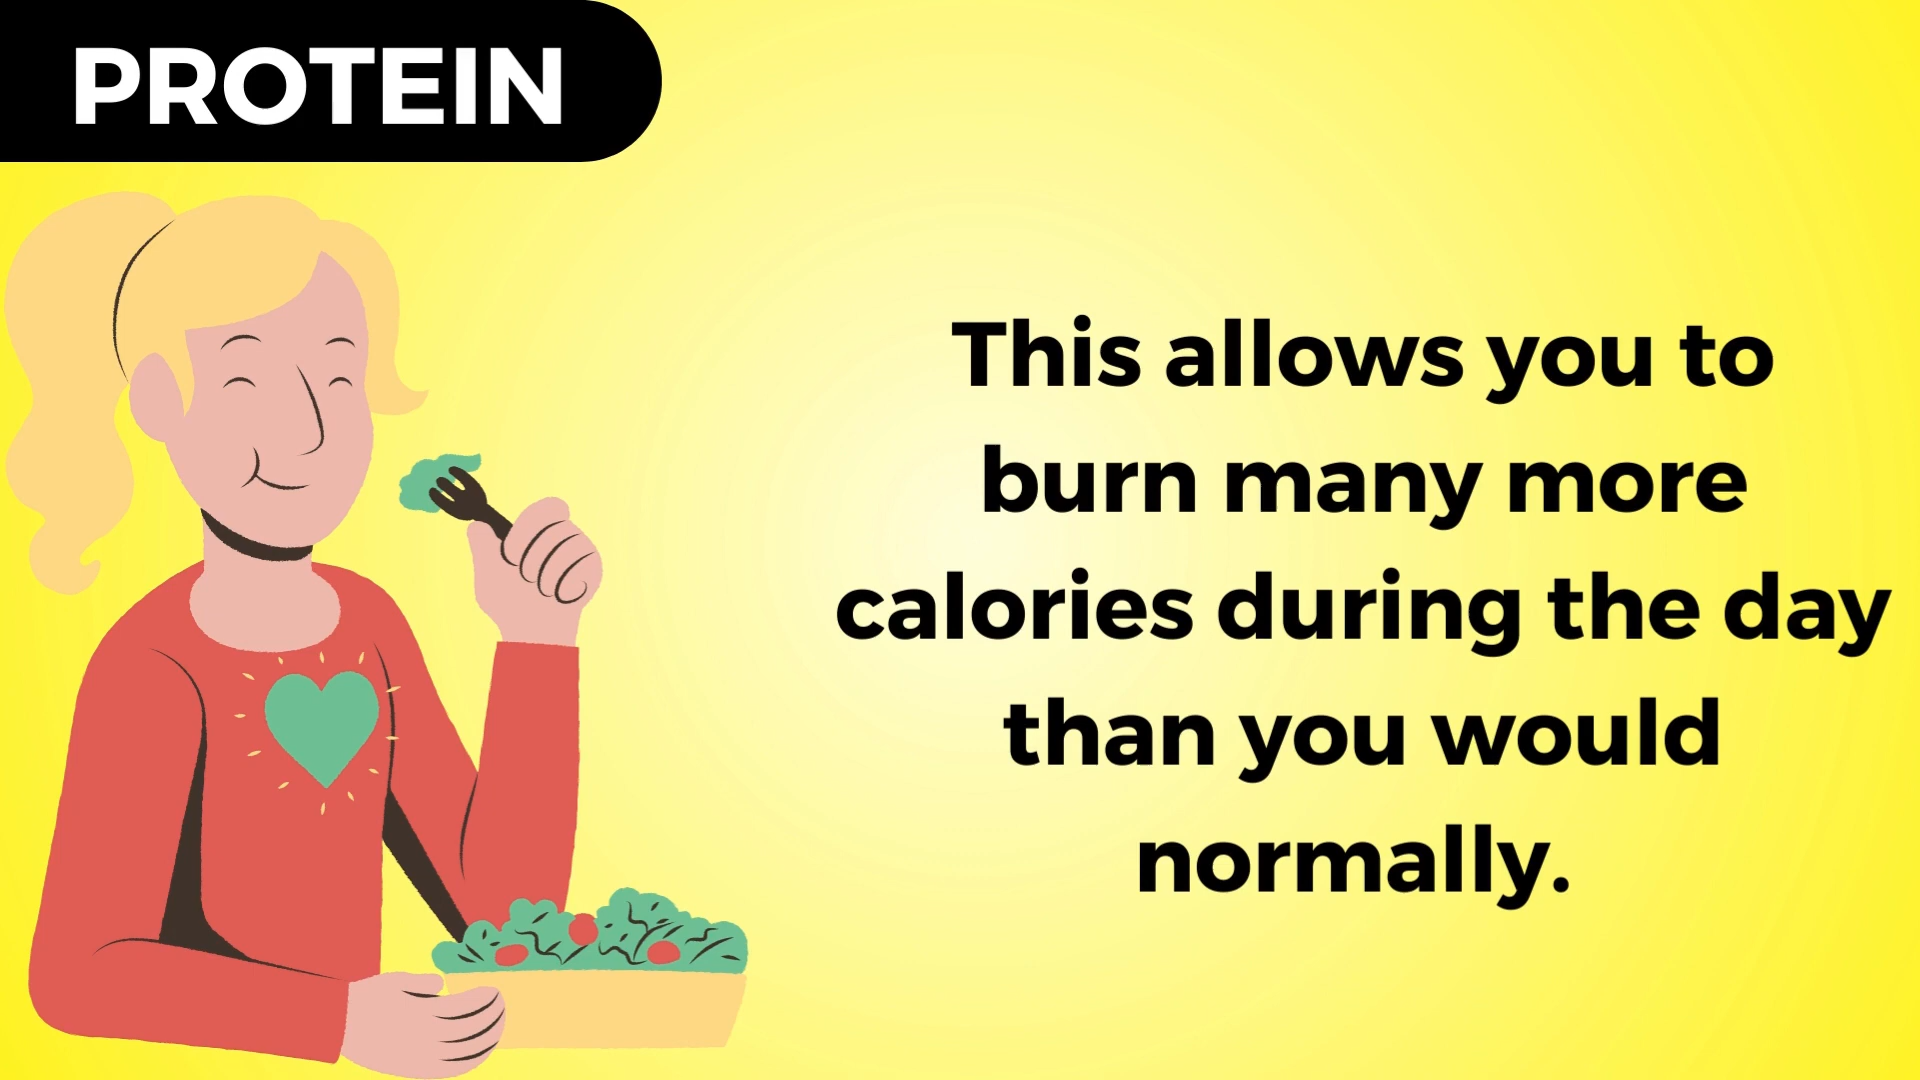 PROTEIN
This allows you to
burn many more
calories during the day
than you would
normally.